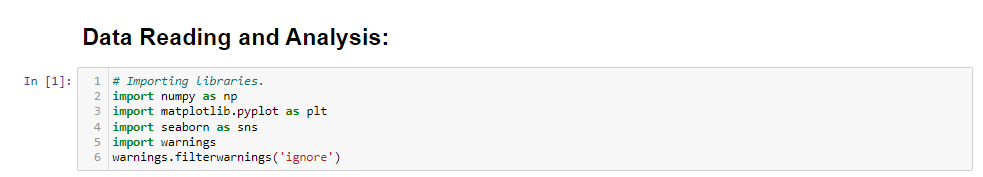 Data Reading and Analysis:
In [1]:
1 # Importing libraries.
2 import numpy as np
3 import matplotlib.pyplot as plt
4 import seaborn as sns
5 import warnings
6 warnings.filterwarnings('ignore')